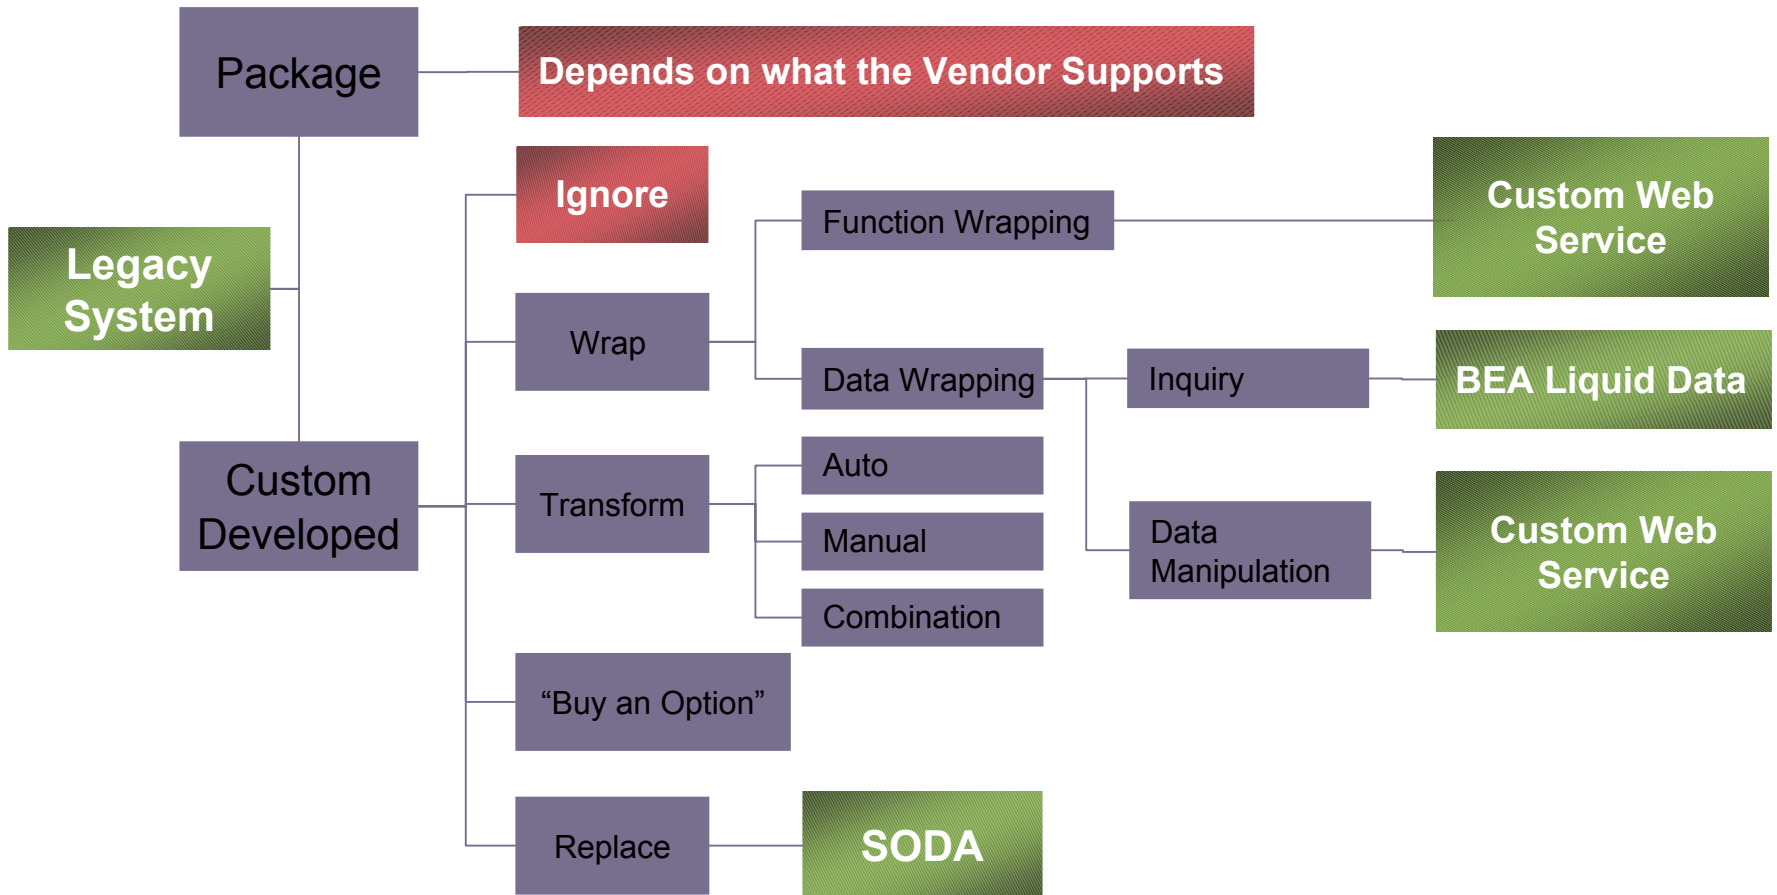 Package
Depends on what the Vendor Supports
Ignore
Function Wrapping
Custom Web
Service
Legacy
System
Wrap
Data Wrapping
Inquiry
BEA Liquid Data
Custom
Developed
Transform
Auto
Manual
Combination
Data
Manipulation
Custom Web
Service
“Buy an Option”
Replace
SODA